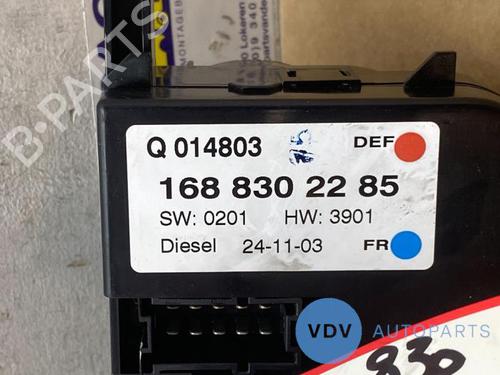 Lokeren
Q 014803 DEF
168 830 22 85
SW: 0201 HW: 3901
Diesel 24-11-03 FR
B-PARTS
VDV AUTOPARTS
830